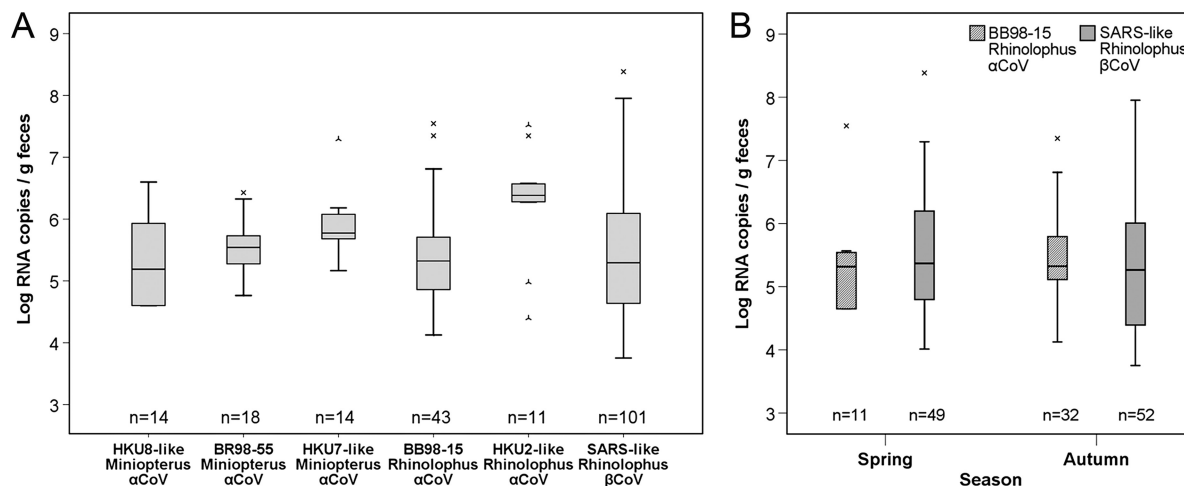 A
Log RNA copies / g feces
9
8
7
6
5
4
3
n=14
n=18
n=14
n=43
n=11
n=101
HKU8-like
Miniopterus
αCoV
BR98-55
Miniopterus
αCoV
HKU7-like
Miniopterus
αCoV
BB98-15
Rhinolophus
αCoV
HKU2-like
Rhinolophus
αCoV
SARS-like
Rhinolophus
βCoV
B
BB98-15
Rhinolophus
αCoV
SARS-like
Rhinolophus
βCoV
Log RNA copies / g feces
9
8
7
6
5
4
3
n=11
n=49
n=32
n=52
Spring
Autumn
Season